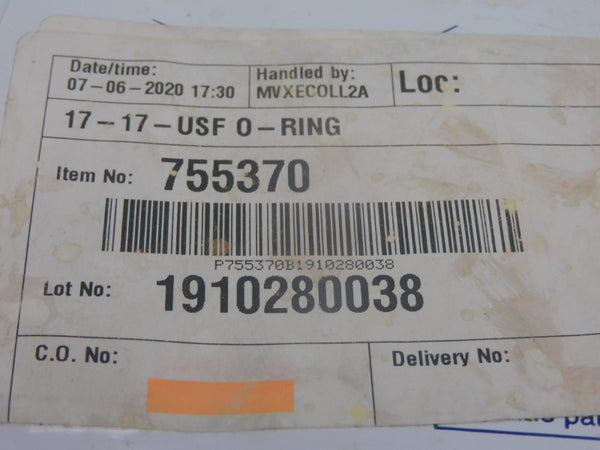 Date/time:
07-06-2020 17:30
Handled by:
MVXECOLL2A
Loc:
17-17-USF O-RING
Item No: 755370
P755370B1910280038
Lot No: 1910280038
C.O. No:
Delivery No: